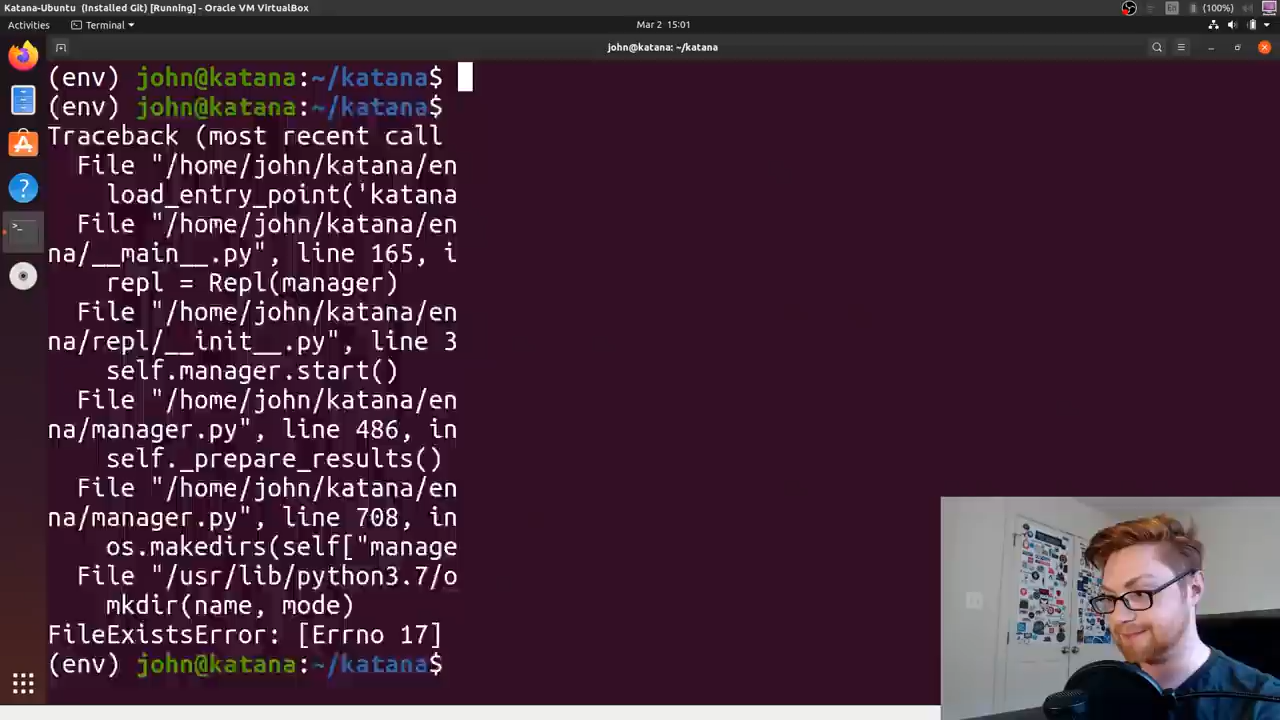 Katana-Ubuntu (Installed Git) [Running] - Oracle VM VirtualBox
En
(100%)
Activities
Terminal
Mar 2 15:01
john@katana: ~/katana
(env) john@katana:~/katana$
(env) john@katana:~/katana$
Traceback (most recent call
File "/home/john/katana/en
load_entry_point('katana
File "/home/john/katana/en
na/__main__.py", line 165, i
repl = Repl(manager)
File "/home/john/katana/en
na/repl/__init__.py", line 3
self.manager.start()
File "/home/john/katana/en
na/manager.py", line 486, in
self._prepare_results()
File "/home/john/katana/en
na/manager.py", line 708, in
os.makedirs(self["manage
File "/usr/lib/python3.7/o
mkdir(name, mode)
FileExistsError: [Errno 17]
(env) john@katana:~/katana$